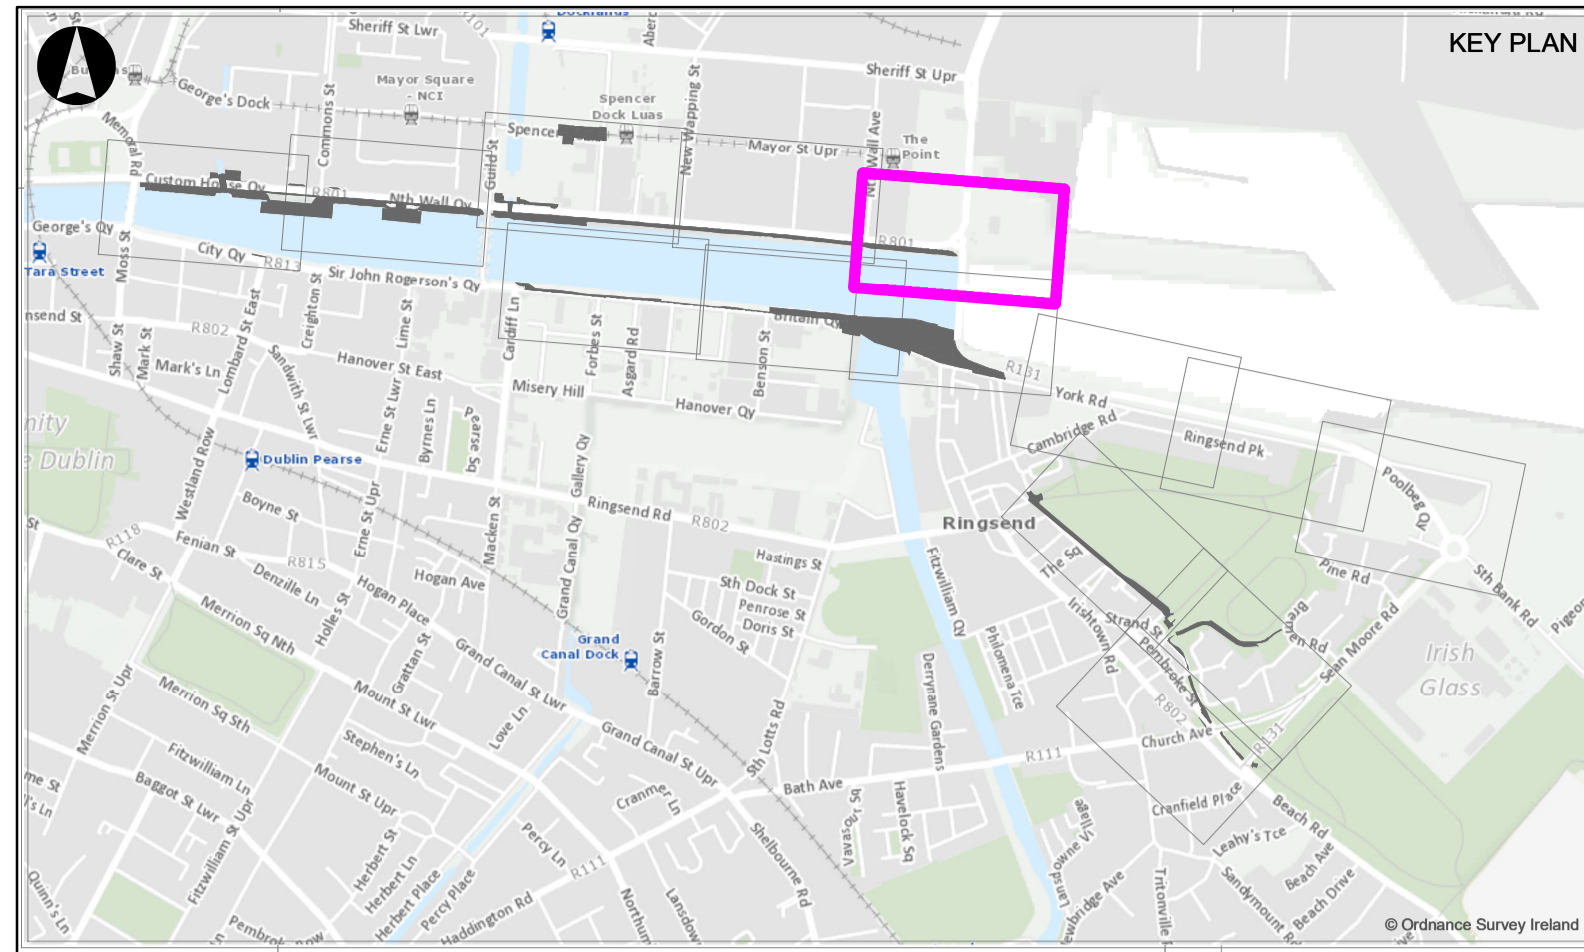 KEY PLAN
Docklands
Sheriff St Lwr
R101
Sheriff St Upr
Mayor Square
- NCI
George's Dock
Commons St
Spencer
Dock Luas
Spencer
New Wapping St
Mayor St Upr
The
Point
Memorial Rd
Custom House Qy
R801
Nth Wall Qy
Guild St
R801
George's Qy
Tara Street
Moss St
City Qy
R813
Creighton St
Sir John Rogerson's Qy
Lime St
Cardiff Ln
Forbes St
Asgard Rd
Benson St
Britain Qy
R802
Shaw St
Mark St
Mark's Ln
Lombard St East
Sandwith St Lwr
Hanover St East
Erne St Lwr
Byrnes Ln
Pearse Sq
Misery Hill
Hanover Qy
R131
York Rd
Cambridge Rd
Ringsend Pk
Poolbeg Qy
Dublin
Dublin Pearse
Westland Row
Boyne St
Erne St Upr
Macken St
Gallery Qy
Grand Canal Qy
Ringsend Rd
R802
Ringsend
The Sq
Hastings St
Sth Dock St
Penrose St
Doris St
Gordon St
Fitzwilliam Qy
Irishtown Rd
Strand St
Pembroke St
Pine Rd
Bremen Rd
Sean Moore Rd
Sth Bank Rd
Irish
Glass
St
R118
Clare St
Fenian St
R815
Denzille Ln
Holles St
Hogan Place
Hogan Ave
Merrion Sq Nth
Grattan St
Grand Canal St Lwr
Grand
Canal Dock
Barrow St
Philomena Tce
Derrynane Gardens
R802
Church Ave
R131
R111
Merrion St Upr
Merrion Sq Sth
Mount St Lwr
Love Ln
Stephen's Ln
Grand Canal St Upr
Sth Lotts Rd
Bath Ave
Fitzwilliam Ln
Baggot St Lwr
Mount St Upr
Fitzwilliam St Upr
Cranmer Ln
Havelock Sq
Cranfield Place
Beach Rd
Leahy's Tce
Beach Ave
Beach Drive
Herbert St
Herbert Ln
Herbert Place
Percy Ln
Percy Place
R111
Haddington Rd
Shelbourne Rd
Tritonville
Sandymount
Quinn's Ln
© Ordnance Survey Ireland